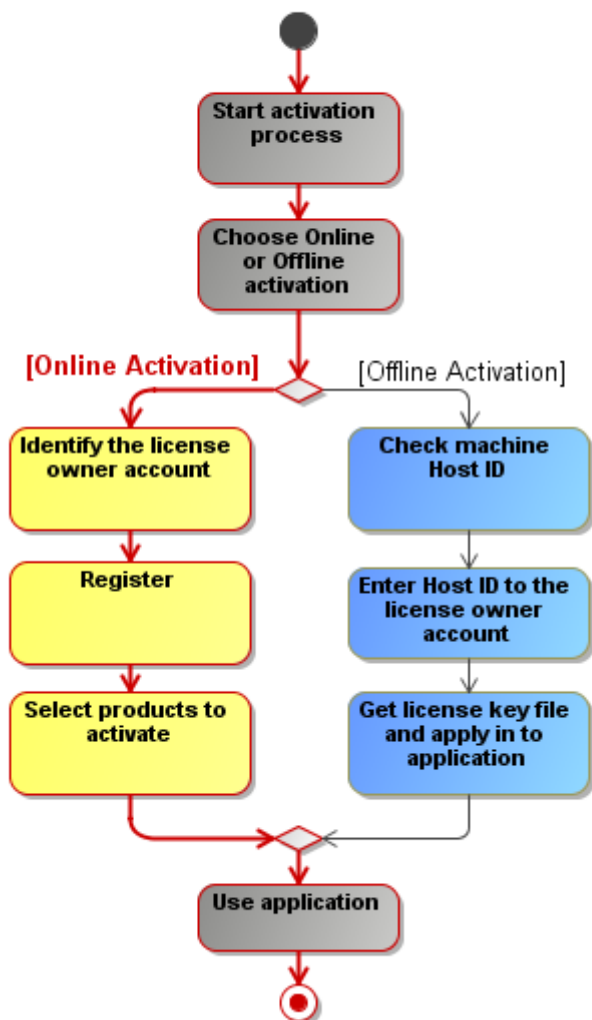 Start activation
process
Choose Online
or Offline
activation
[Online Activation]
[Offline Activation]
Identify the license
owner account
Check machine
Host ID
Register
Enter Host ID to the
license owner
account
Select products to
activate
Get license key file
and apply in to
application
Use application